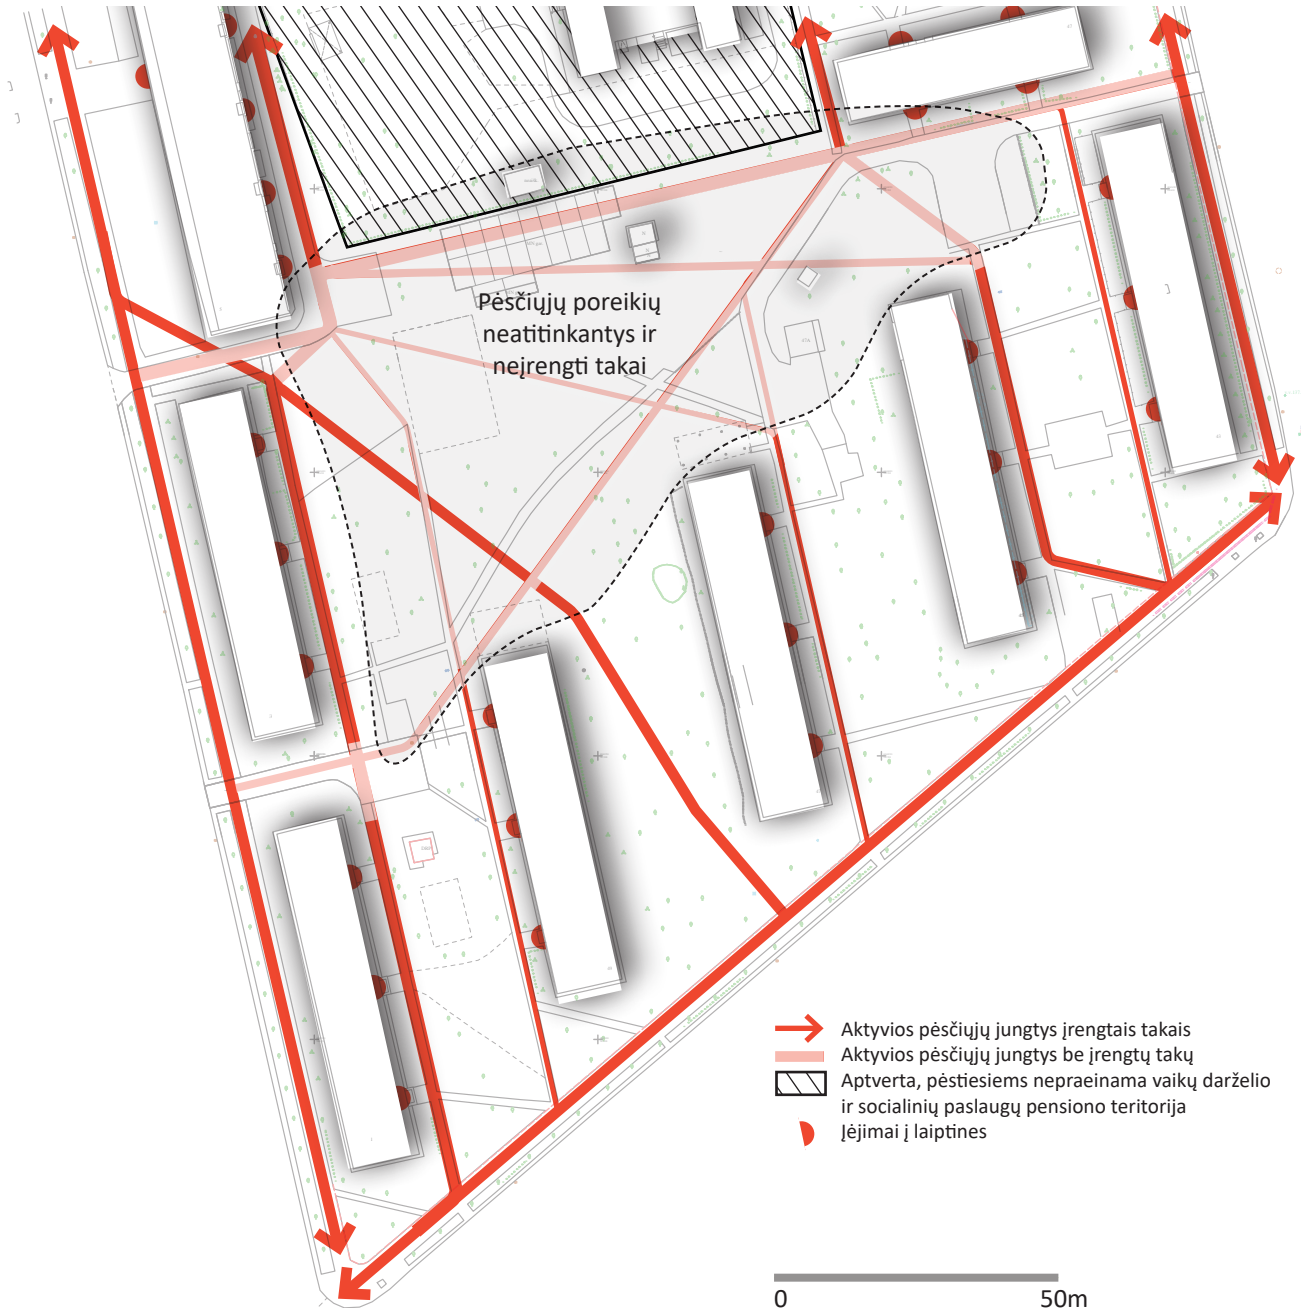 Pėsčiųjų poreikių
neatitinkantys ir
neįrengti takai
Aktyvios pėsčiųjų jungtys įrengtais takais
Aktyvios pėsčiųjų jungtys be įrengtų takų
Aptverta, pėstiesiems nepraeinama vaikų darželio
ir socialinių paslaugų pensiono teritorija
Įėjimai į laiptines
0 50m